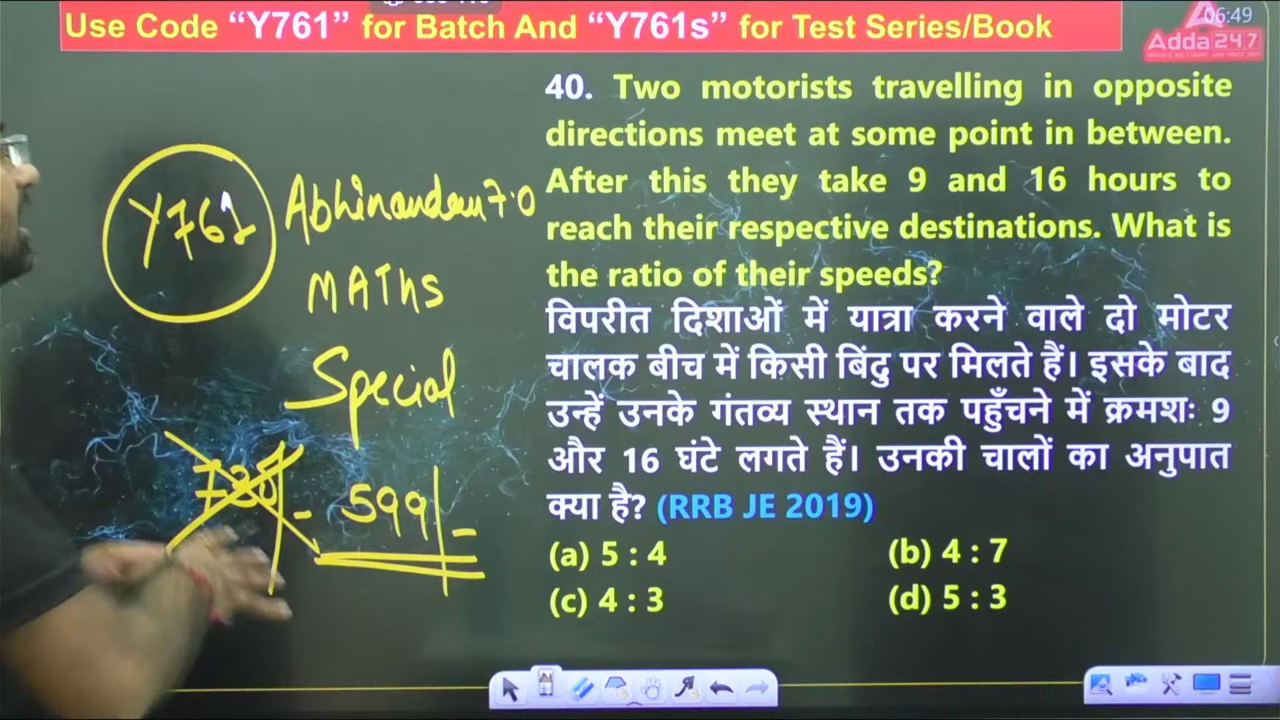 Use Code “Y761” for Batch And “Y761s” for Test Series/Book
06:49
Adda247
40. Two motorists travelling in opposite
directions meet at some point in between.
After this they take 9 and 16 hours to
reach their respective destinations. What is
the ratio of their speeds?
विपरीत दिशाओं में यात्रा करने वाले दो मोटर
चालक बीच में किसी बिंदु पर मिलते हैं। इसके बाद
उन्हें उनके गंतव्य स्थान तक पहुँचने में क्रमशः 9
और 16 घंटे लगते हैं। उनकी चालों का अनुपात
क्या है? (RRB JE 2019)
(a) 5 : 4
(b) 4 : 7
(c) 4 : 3
(d) 5 : 3
Y761
Abhinandan 7.0
MATHS
Special
599/-